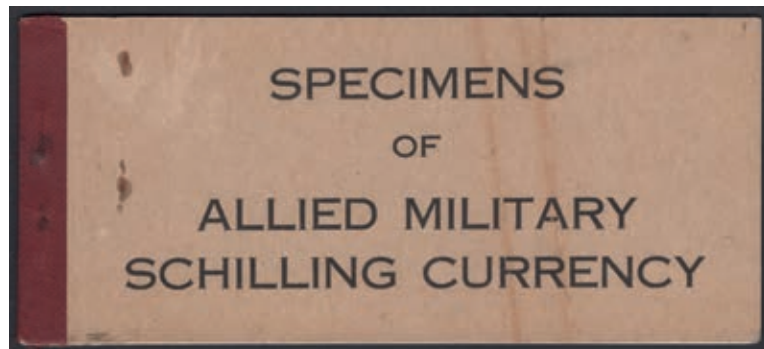 SPECIMENS
OF
ALLIED MILITARY
SCHILLING CURRENCY